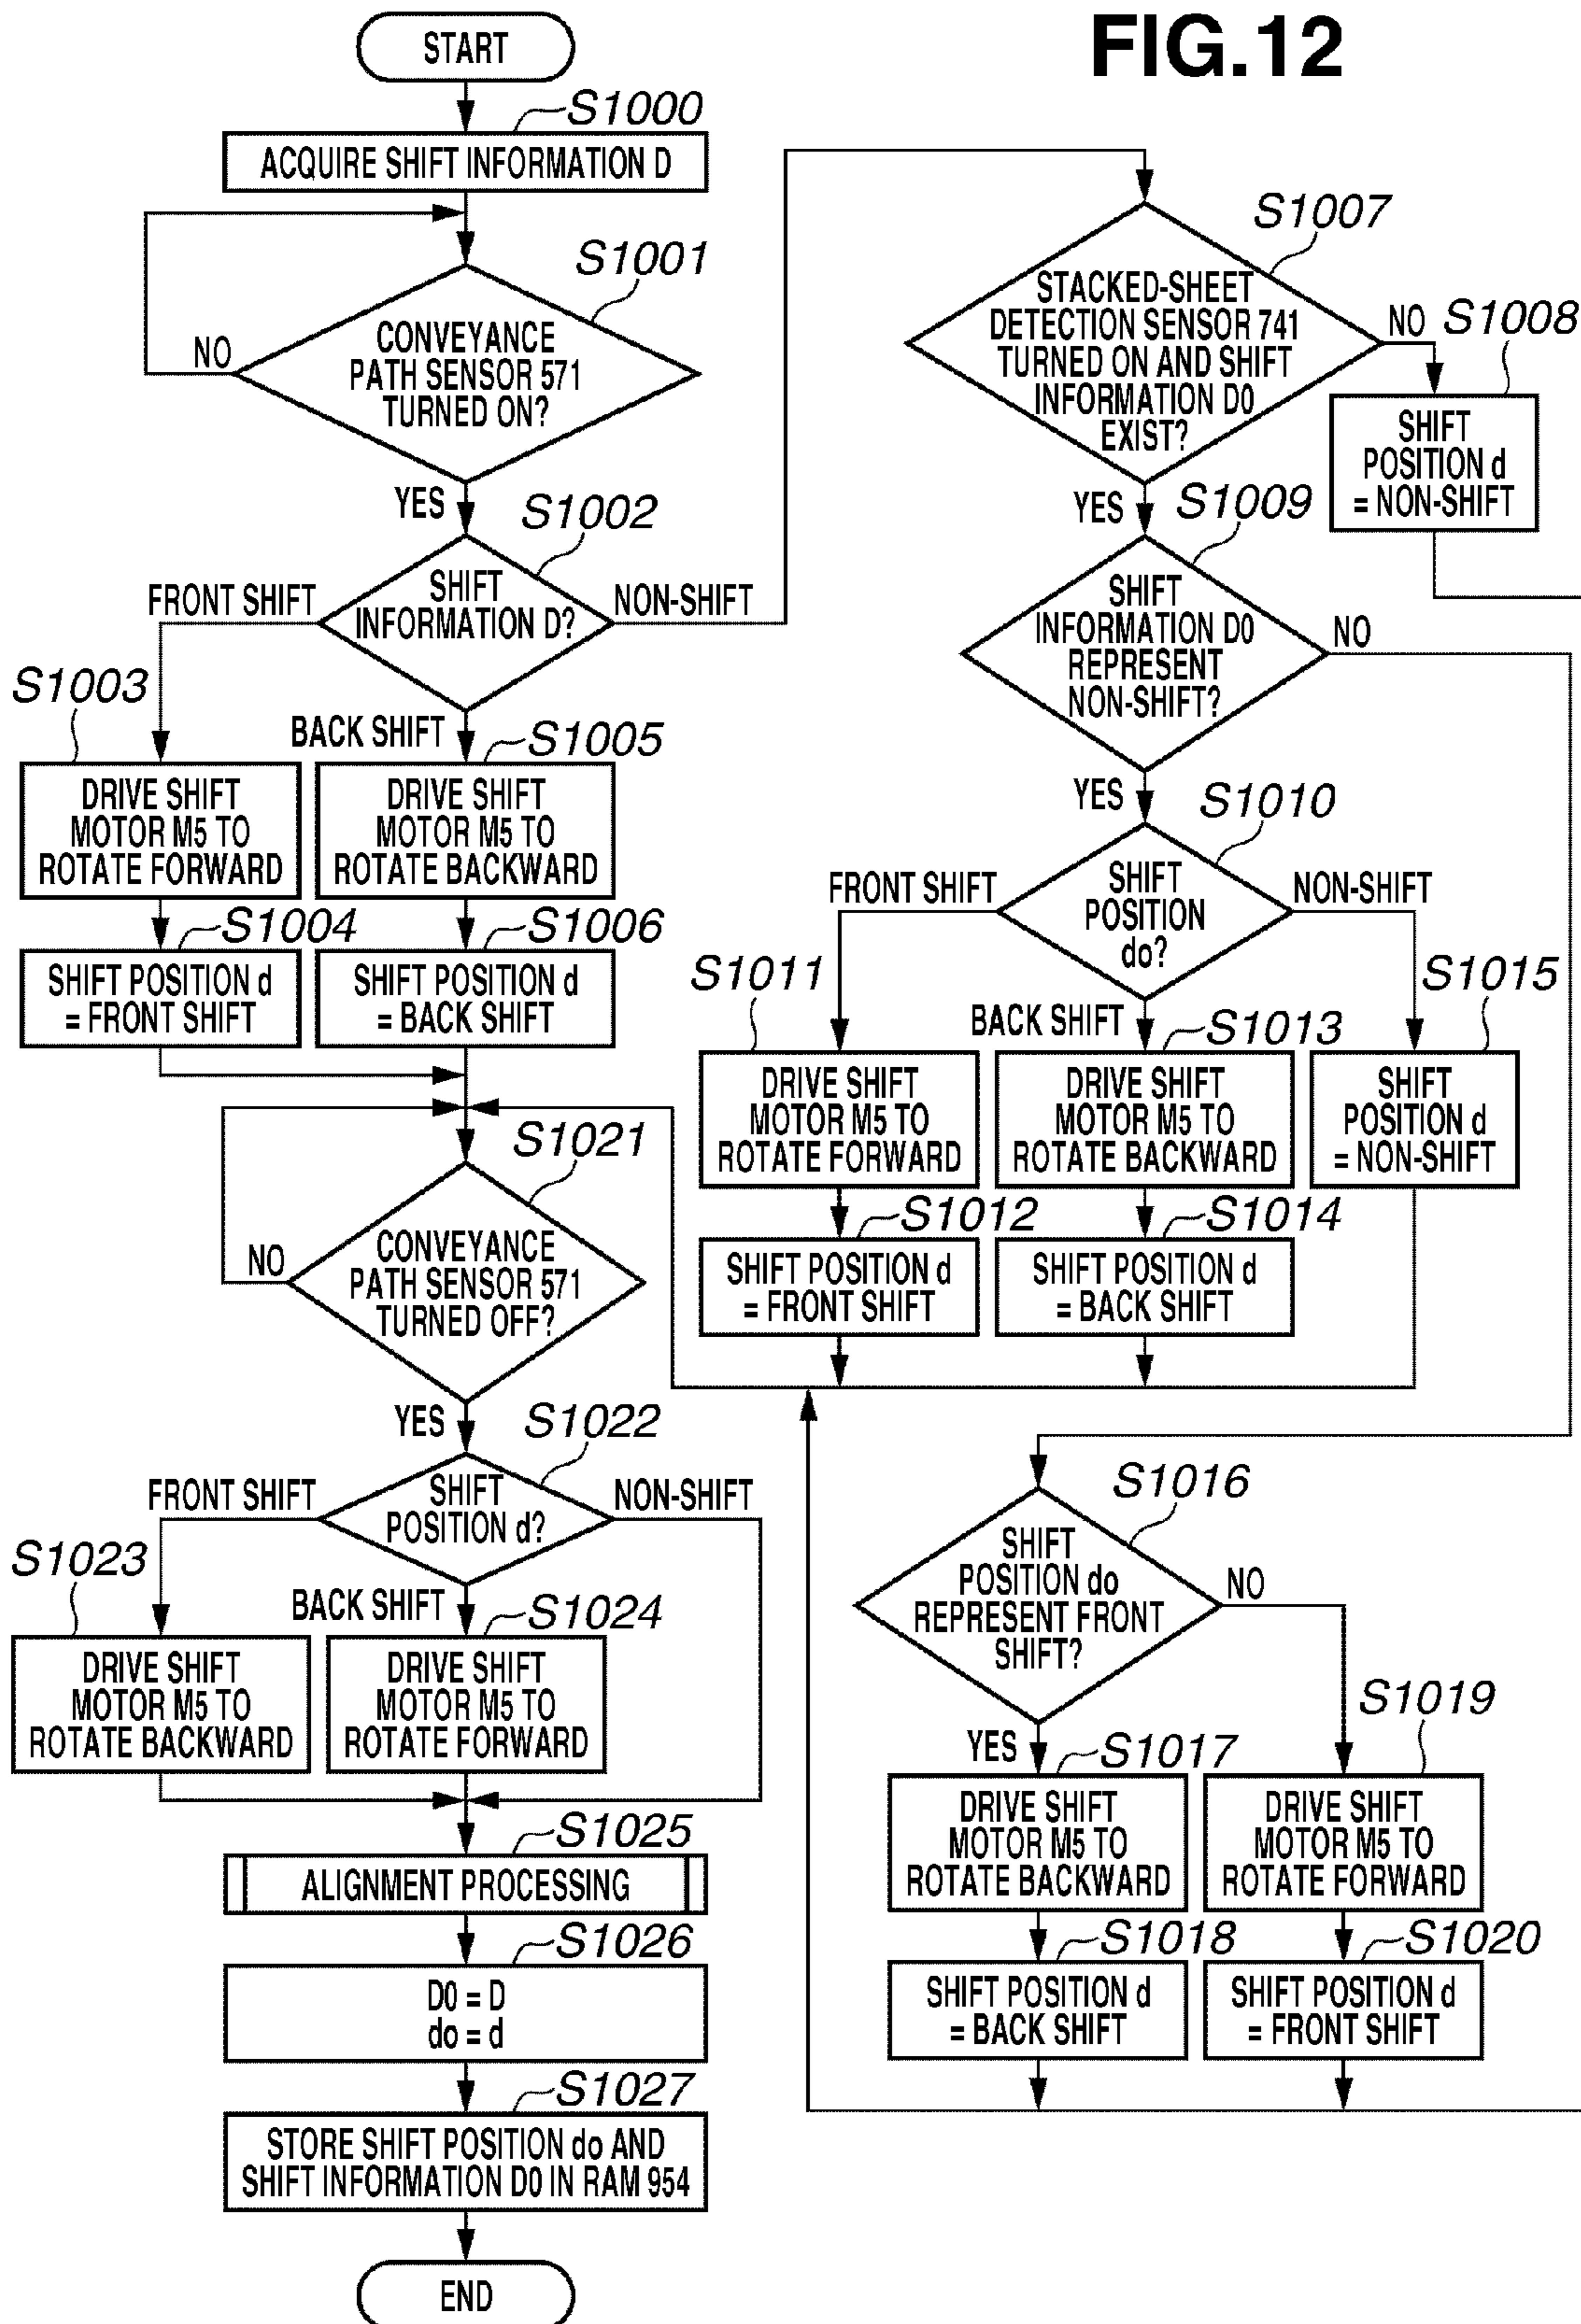 FIG.12
START
S1000
ACQUIRE SHIFT INFORMATION D
S1001
CONVEYANCE
PATH SENSOR 571
TURNED ON?
NO
YES
S1002
SHIFT
INFORMATION D?
FRONT SHIFT
NON-SHIFT
BACK SHIFT
S1003
DRIVE SHIFT
MOTOR M5 TO
ROTATE FORWARD
S1004
SHIFT POSITION d
= FRONT SHIFT
S1005
DRIVE SHIFT
MOTOR M5 TO
ROTATE BACKWARD
S1006
SHIFT POSITION d
= BACK SHIFT
S1007
STACKED-SHEET
DETECTION SENSOR 741
TURNED ON AND SHIFT
INFORMATION D0
EXIST?
NO
S1008
SHIFT
POSITION d
= NON-SHIFT
YES
S1009
SHIFT
INFORMATION D0
REPRESENT
NON-SHIFT?
NO
YES
S1010
SHIFT
POSITION
do?
FRONT SHIFT
NON-SHIFT
BACK SHIFT
S1011
DRIVE SHIFT
MOTOR M5 TO
ROTATE FORWARD
S1012
SHIFT POSITION d
= FRONT SHIFT
S1013
DRIVE SHIFT
MOTOR M5 TO
ROTATE BACKWARD
S1014
SHIFT POSITION d
= BACK SHIFT
S1015
SHIFT
POSITION d
= NON-SHIFT
S1016
SHIFT
POSITION do
REPRESENT FRONT
SHIFT?
NO
YES
S1017
DRIVE SHIFT
MOTOR M5 TO
ROTATE BACKWARD
S1018
SHIFT POSITION d
= BACK SHIFT
S1019
DRIVE SHIFT
MOTOR M5 TO
ROTATE FORWARD
S1020
SHIFT POSITION d
= FRONT SHIFT
S1021
CONVEYANCE
PATH SENSOR 571
TURNED OFF?
NO
YES
S1022
SHIFT
POSITION d?
FRONT SHIFT
NON-SHIFT
BACK SHIFT
S1023
DRIVE SHIFT
MOTOR M5 TO
ROTATE BACKWARD
S1024
DRIVE SHIFT
MOTOR M5 TO
ROTATE FORWARD
S1025
ALIGNMENT PROCESSING
S1026
D0 = D
do = d
S1027
STORE SHIFT POSITION do AND
SHIFT INFORMATION D0 IN RAM 954
END